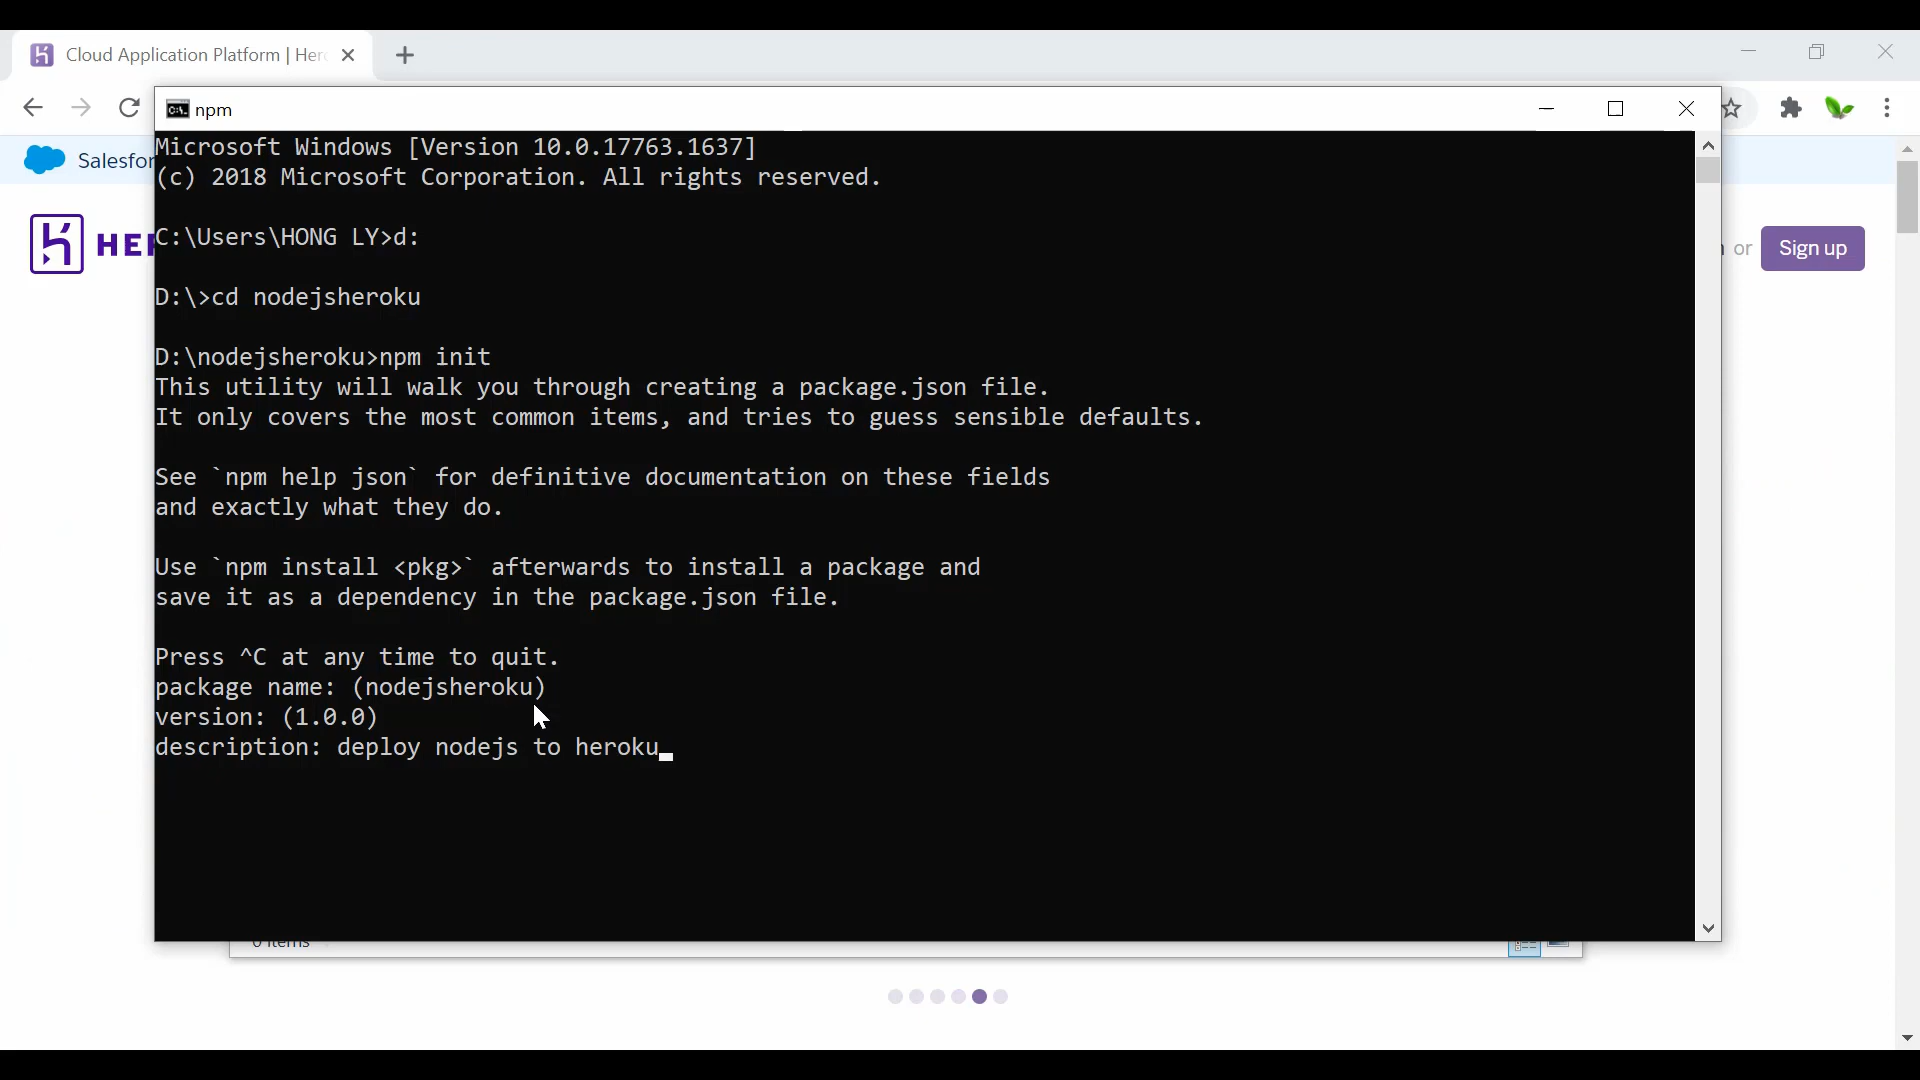 Cloud Application Platform | Her
npm
Salesfor
HER
or Sign up
Microsoft Windows [Version 10.0.17763.1637]
(c) 2018 Microsoft Corporation. All rights reserved.
C:\Users\HONG LY>d:
D:\>cd nodejsheroku
D:\nodejsheroku>npm init
This utility will walk you through creating a package.json file.
It only covers the most common items, and tries to guess sensible defaults.
See `npm help json` for definitive documentation on these fields
and exactly what they do.
Use `npm install <pkg>` afterwards to install a package and
save it as a dependency in the package.json file.
Press ^C at any time to quit.
package name: (nodejsheroku)
version: (1.0.0)
description: deploy nodejs to heroku
0 items